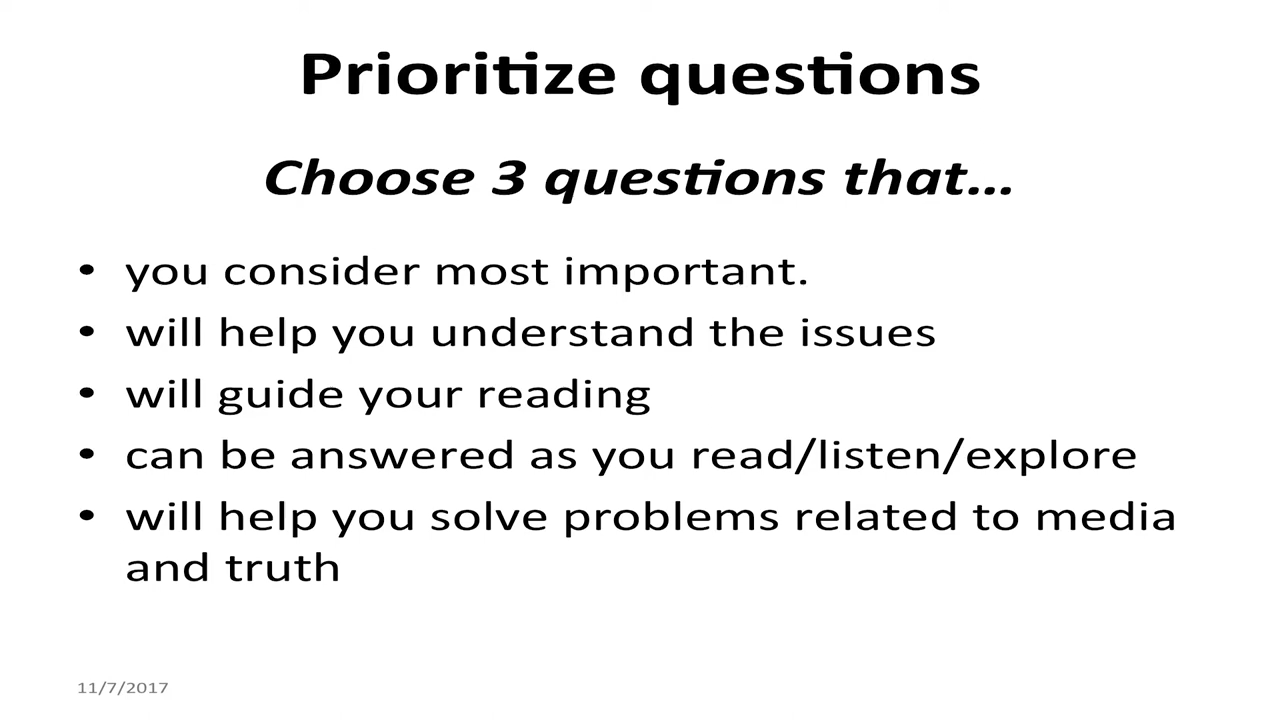 Prioritize questions
Choose 3 questions that…
• you consider most important.
• will help you understand the issues
• will guide your reading
• can be answered as you read/listen/explore
• will help you solve problems related to media
and truth
11/7/2017